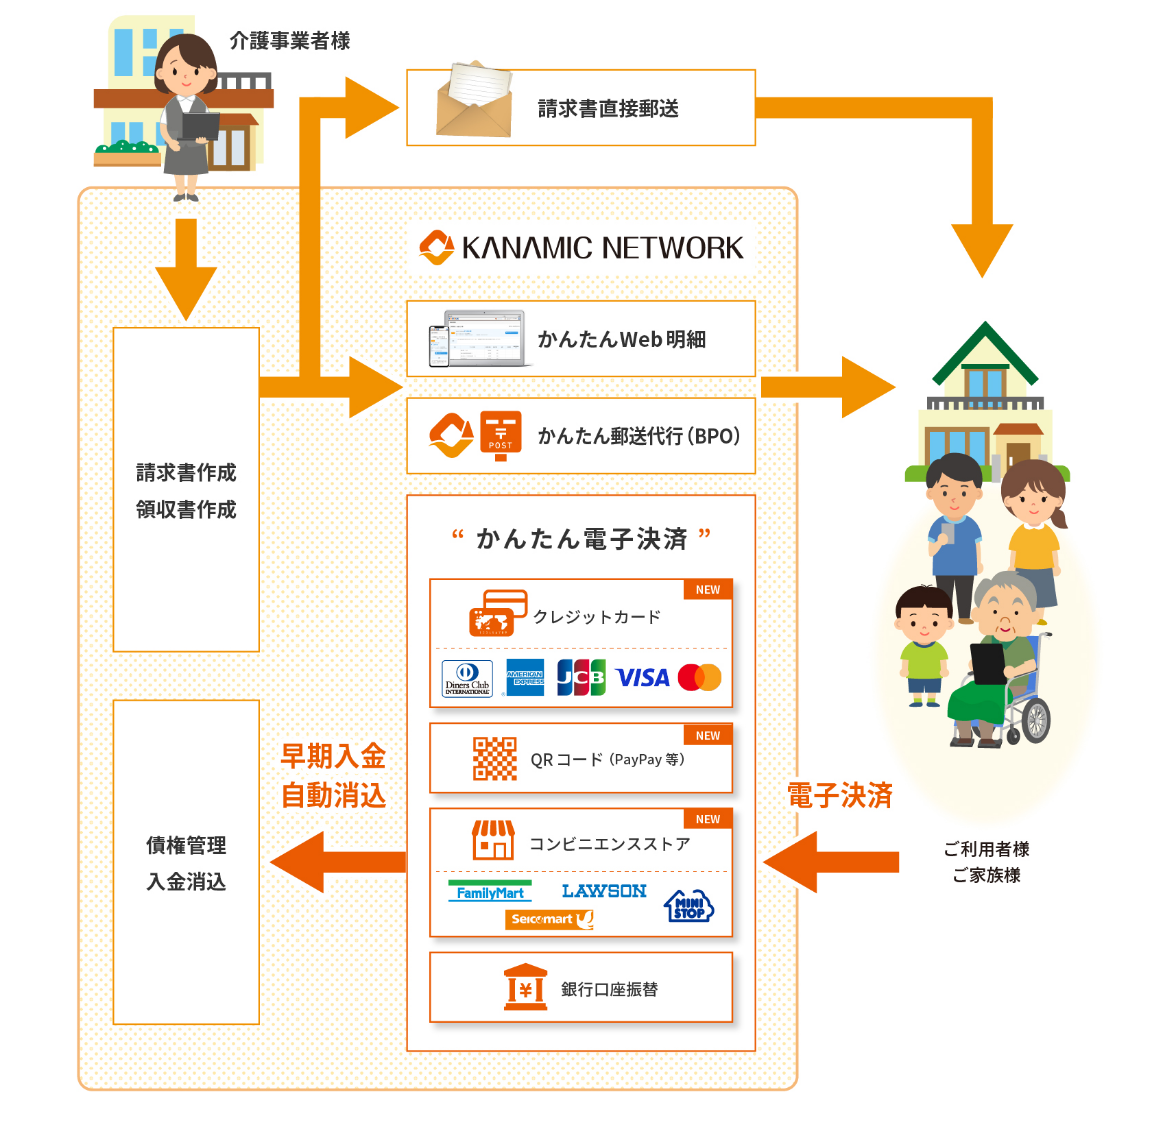 介護事業者様
請求書直接郵送
KANAMIC NETWORK
かんたんWeb明細
POST
かんたん郵送代行(BPO)
請求書作成
領収書作成
“ かんたん電子決済 ”
NEW
クレジットカード
Diners Club
INTERNATIONAL
AMERICAN
EXPRESS
JCB
VISA
NEW
QRコード(PayPay 等)
早期入金
自動消込
電子決済
NEW
コンビニエンスストア
FamilyMart
LAWSON
MINI
STOP
Seicomart
債権管理
入金消込
ご利用者様
ご家族様
¥
銀行口座振替